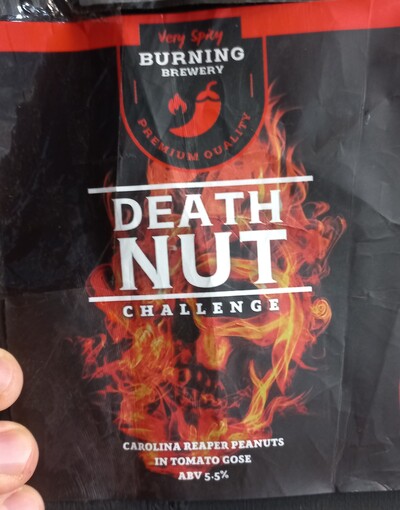 Very Spicy
BURNING
BREWERY
PREMIUM QUALITY
DEATH
NUT
CHALLENGE
CAROLINA REAPER PEANUTS
IN TOMATO GOSE
ABV 5.5%